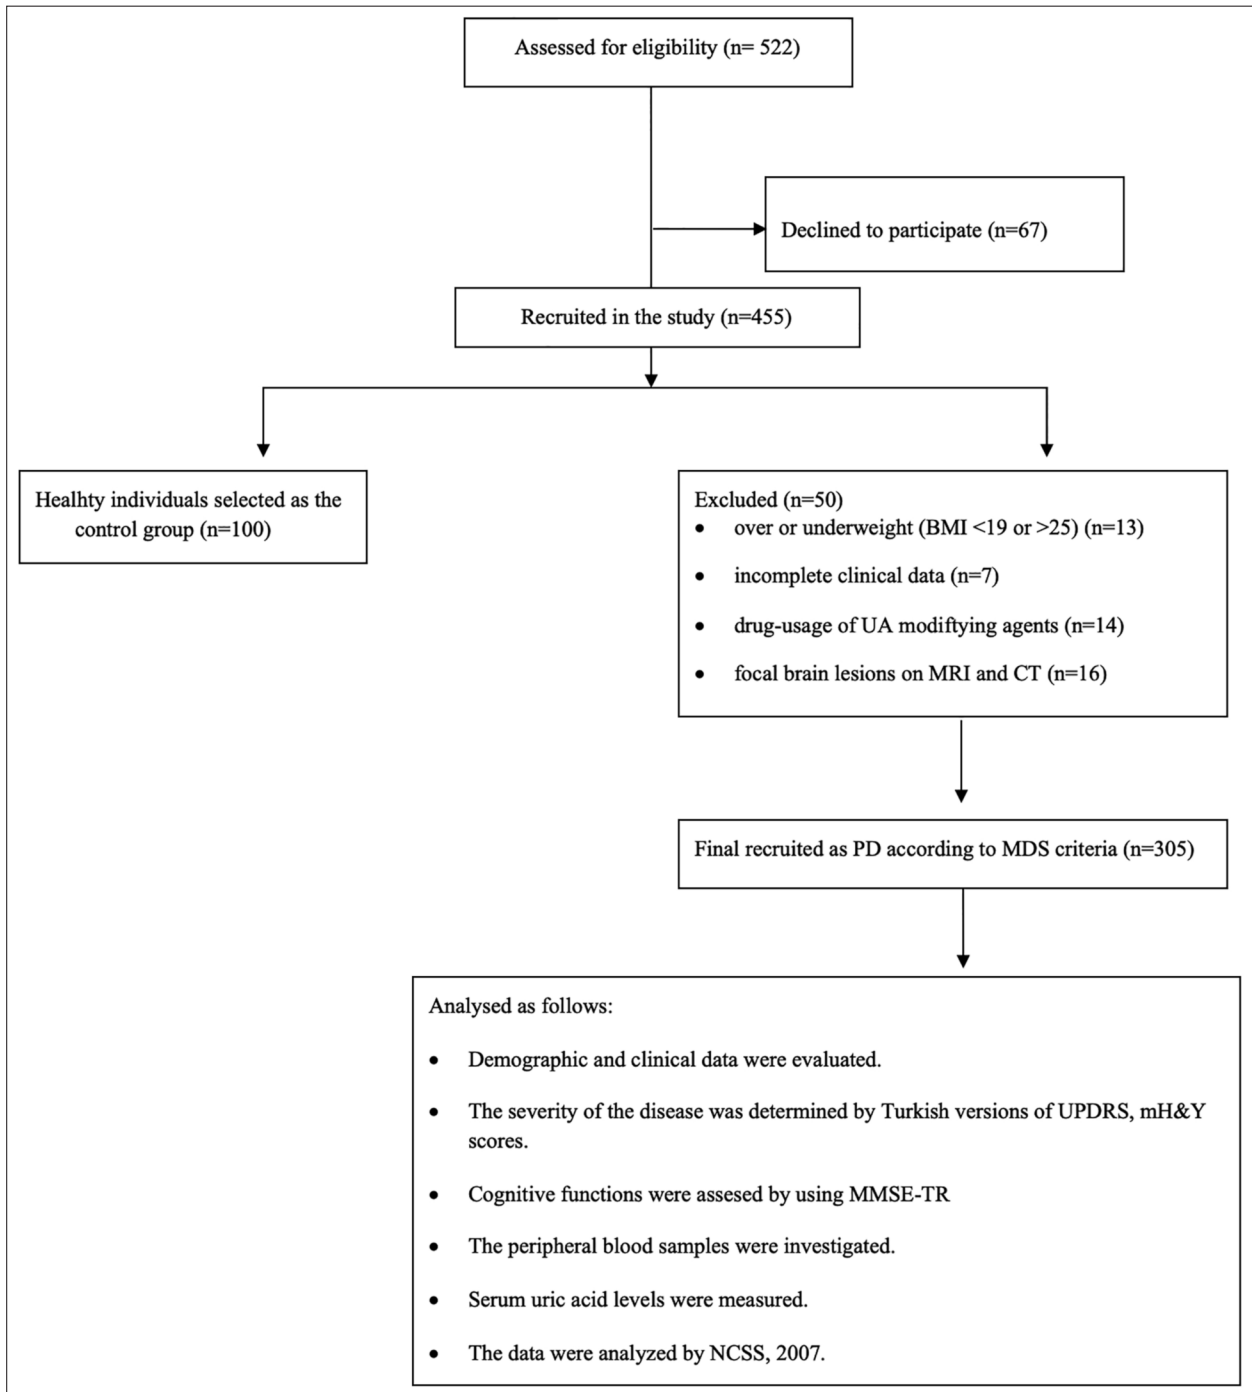 Assessed for eligibility (n= 522)
Declined to participate (n=67)
Recruited in the study (n=455)
Healhty individuals selected as the
control group (n=100)
Excluded (n=50)
• over or underweight (BMI <19 or >25) (n=13)
• incomplete clinical data (n=7)
• drug-usage of UA modiftying agents (n=14)
• focal brain lesions on MRI and CT (n=16)
Final recruited as PD according to MDS criteria (n=305)
Analysed as follows:
• Demographic and clinical data were evaluated.
• The severity of the disease was determined by Turkish versions of UPDRS, mH&Y
scores.
• Cognitive functions were assesed by using MMSE-TR
• The peripheral blood samples were investigated.
• Serum uric acid levels were measured.
• The data were analyzed by NCSS, 2007.